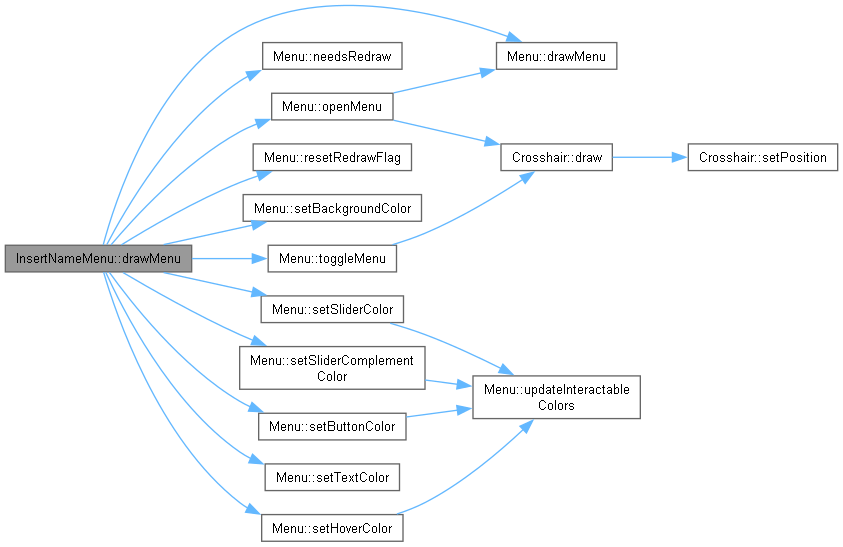 Menu::drawMenu
Menu::needsRedraw
Menu::openMenu
Menu::resetRedrawFlag
Crosshair::draw
Crosshair::setPosition
Menu::setBackgroundColor
InsertNameMenu::drawMenu
Menu::toggleMenu
Menu::setSliderColor
Menu::setSliderComplement
Color
Menu::updateInteractable
Colors
Menu::setButtonColor
Menu::setTextColor
Menu::setHoverColor